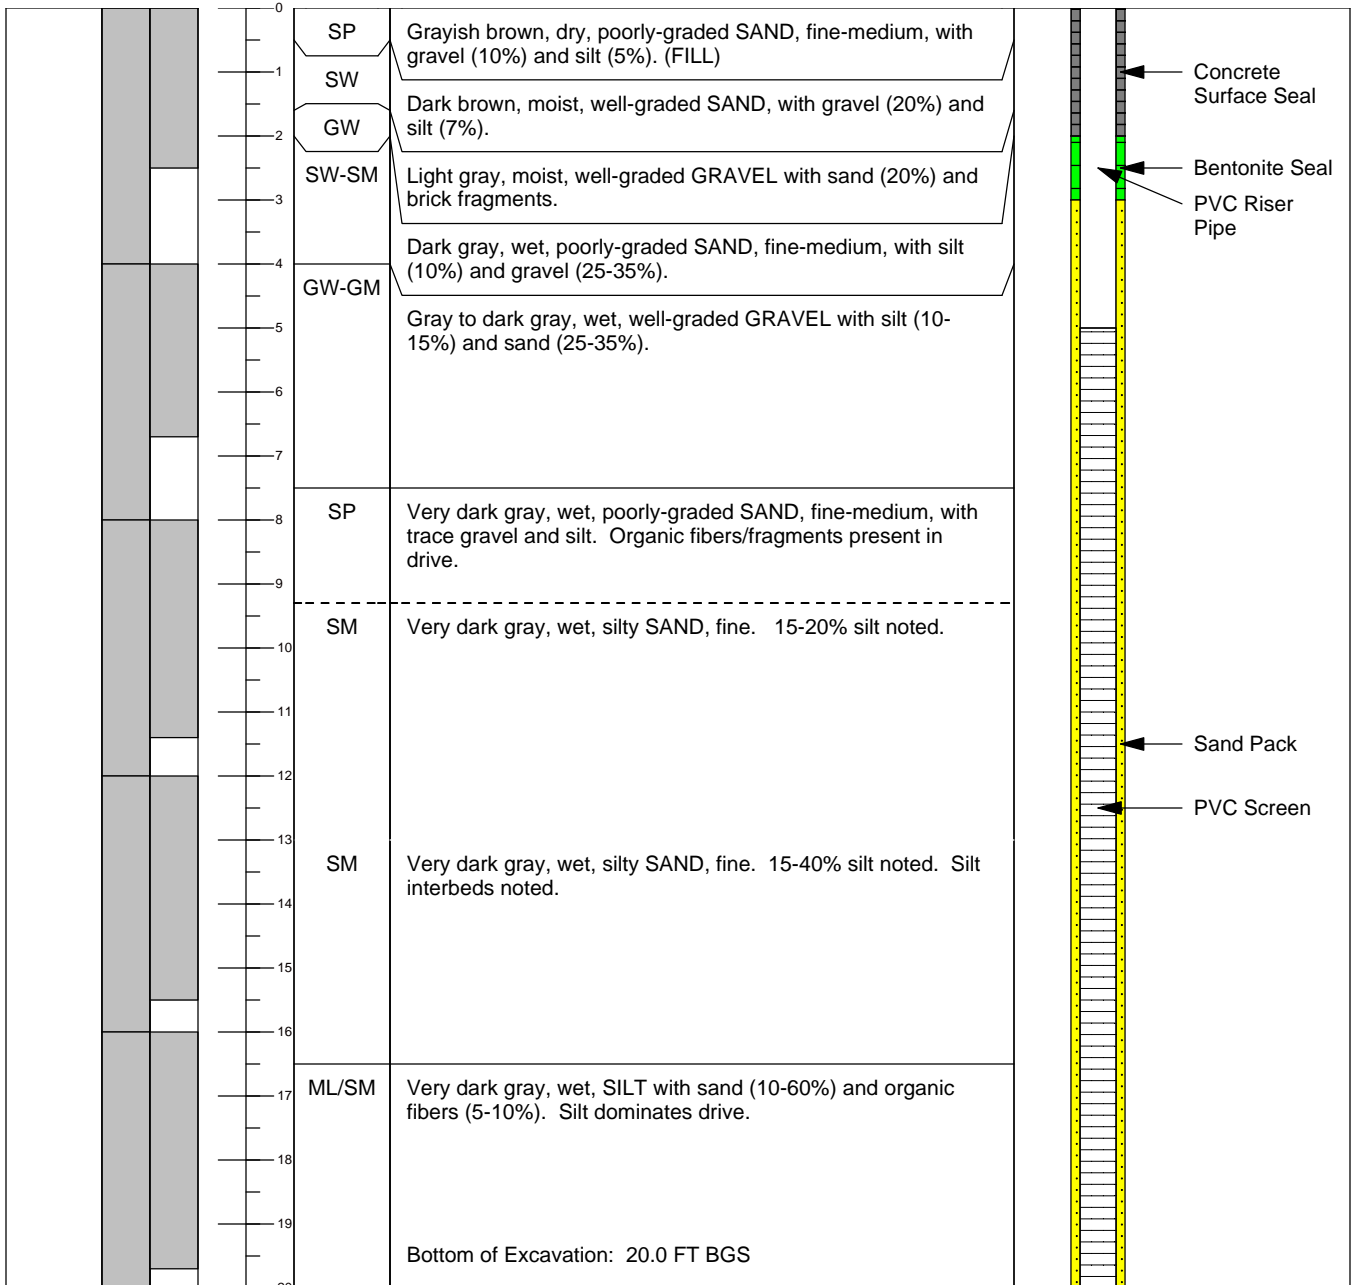 0
SP
Grayish brown, dry, poorly-graded SAND, fine-medium, with
gravel (10%) and silt (5%). (FILL)
1
SW
Concrete
Surface Seal
Dark brown, moist, well-graded SAND, with gravel (20%) and
silt (7%).
GW
2
SW-SM
Light gray, moist, well-graded GRAVEL with sand (20%) and
brick fragments.
Bentonite Seal
3
PVC Riser
Pipe
Dark gray, wet, poorly-graded SAND, fine-medium, with silt
(10%) and gravel (25-35%).
4
GW-GM
Gray to dark gray, wet, well-graded GRAVEL with silt (10-
15%) and sand (25-35%).
5
6
7
8
SP
Very dark gray, wet, poorly-graded SAND, fine-medium, with
trace gravel and silt.  Organic fibers/fragments present in
drive.
9
SM
Very dark gray, wet, silty SAND, fine.   15-20% silt noted.
10
11
Sand Pack
12
PVC Screen
13
SM
Very dark gray, wet, silty SAND, fine.  15-40% silt noted.  Silt
interbeds noted.
14
15
16
ML/SM
Very dark gray, wet, SILT with sand (10-60%) and organic
fibers (5-10%).  Silt dominates drive.
17
18
19
Bottom of Excavation:  20.0 FT BGS
20